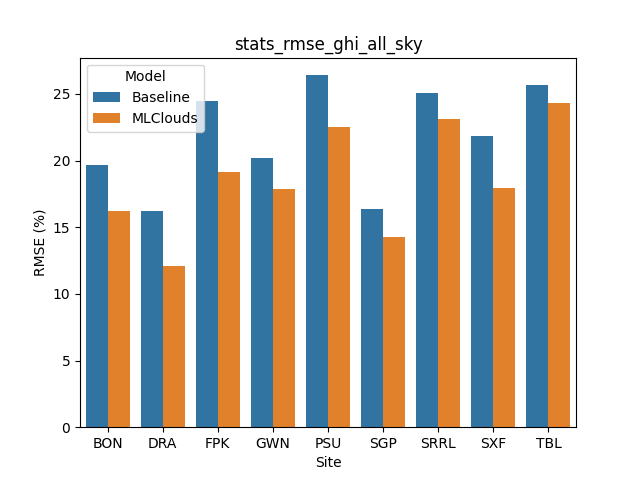 stats_rmse_ghi_all_sky
Model
Baseline
MLClouds
RMSE (%)
25
20
15
10
5
0
BON DRA FPK GWN PSU SGP SRRL SXF TBL
Site